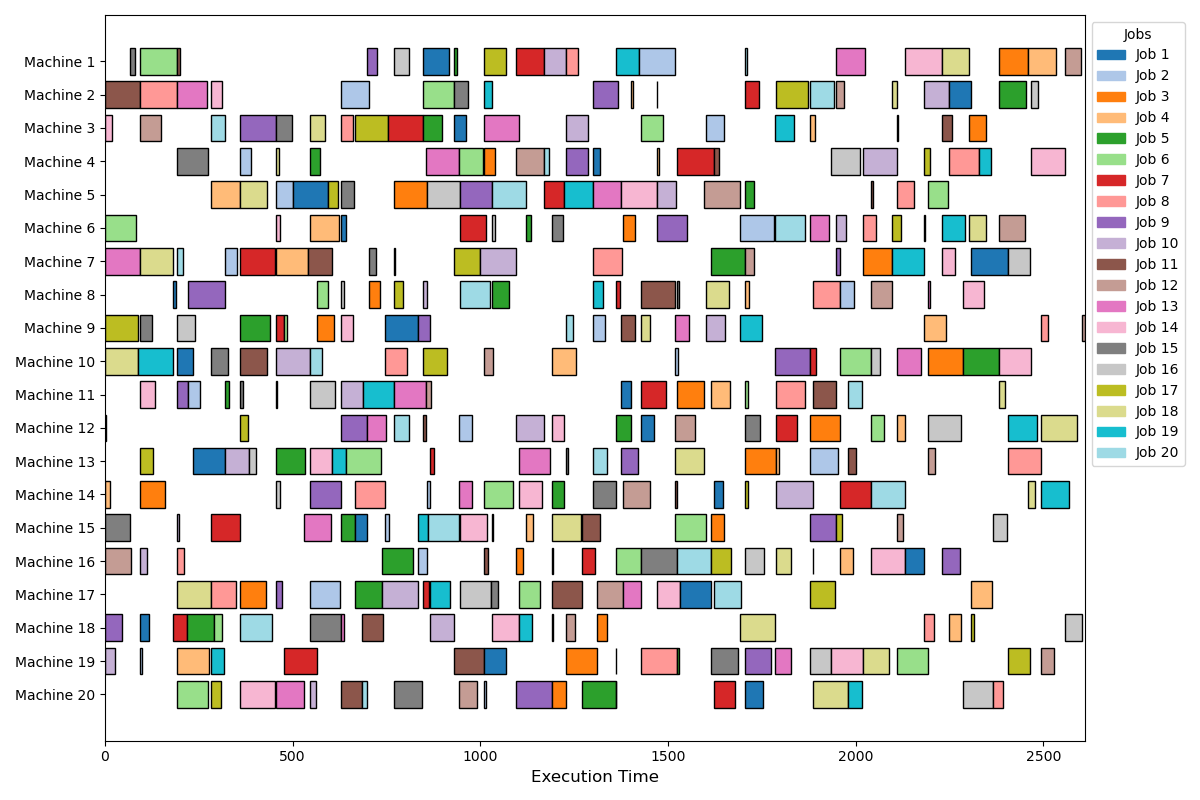 Machine 1
Machine 2
Machine 3
Machine 4
Machine 5
Machine 6
Machine 7
Machine 8
Machine 9
Machine 10
Machine 11
Machine 12
Machine 13
Machine 14
Machine 15
Machine 16
Machine 17
Machine 18
Machine 19
Machine 20
0 500 1000 1500 2000 2500
Execution Time
Jobs
Job 1
Job 2
Job 3
Job 4
Job 5
Job 6
Job 7
Job 8
Job 9
Job 10
Job 11
Job 12
Job 13
Job 14
Job 15
Job 16
Job 17
Job 18
Job 19
Job 20